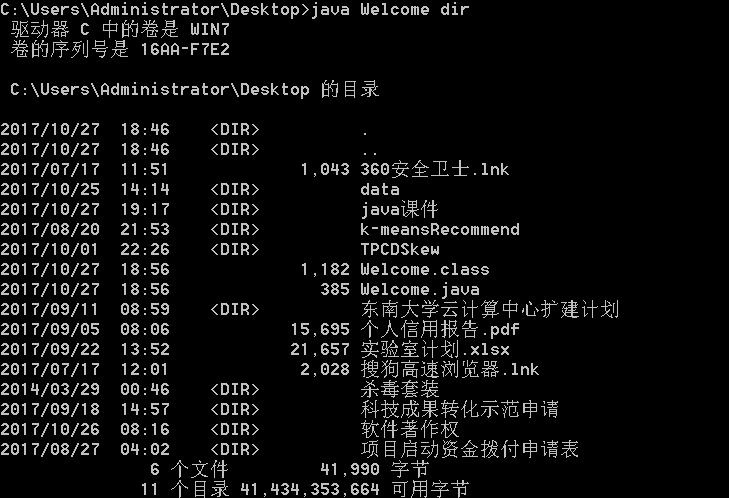 C:\Users\Administrator\Desktop>java Welcome dir
驱动器 C 中的卷是 WIN7
卷的序列号是 16AA-F7E2
C:\Users\Administrator\Desktop 的目录
2017/10/27  18:46    <DIR>          .
2017/10/27  18:46    <DIR>          ..
2017/07/17  11:51             1,043 360安全卫士.lnk
2017/10/25  14:14    <DIR>          data
2017/10/27  19:17    <DIR>          java课件
2017/08/20  21:53    <DIR>          k-meansRecommend
2017/10/01  22:26    <DIR>          TPCDSkew
2017/10/27  18:56             1,182 Welcome.class
2017/10/27  18:56               385 Welcome.java
2017/09/11  08:59    <DIR>          东南大学云计算中心扩建计划
2017/09/05  08:06            15,695 个人信用报告.pdf
2017/09/22  13:52            21,657 实验室计划.xlsx
2017/07/17  12:01             2,028 搜狗高速浏览器.lnk
2014/03/29  00:46    <DIR>          杀毒套装
2017/09/18  14:57    <DIR>          科技成果转化示范申请
2017/10/26  08:16    <DIR>          软件著作权
2017/08/27  04:02    <DIR>          项目启动资金拨付申请表
6 个文件         41,990 字节
11 个目录 41,434,353,664 可用字节